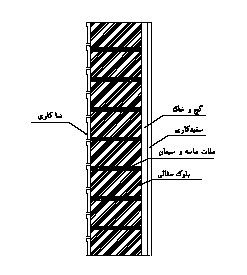 گچ و خاک
نما کاری
سفیدکاری
ملات ماسه و سیمان
بلوک سفالی